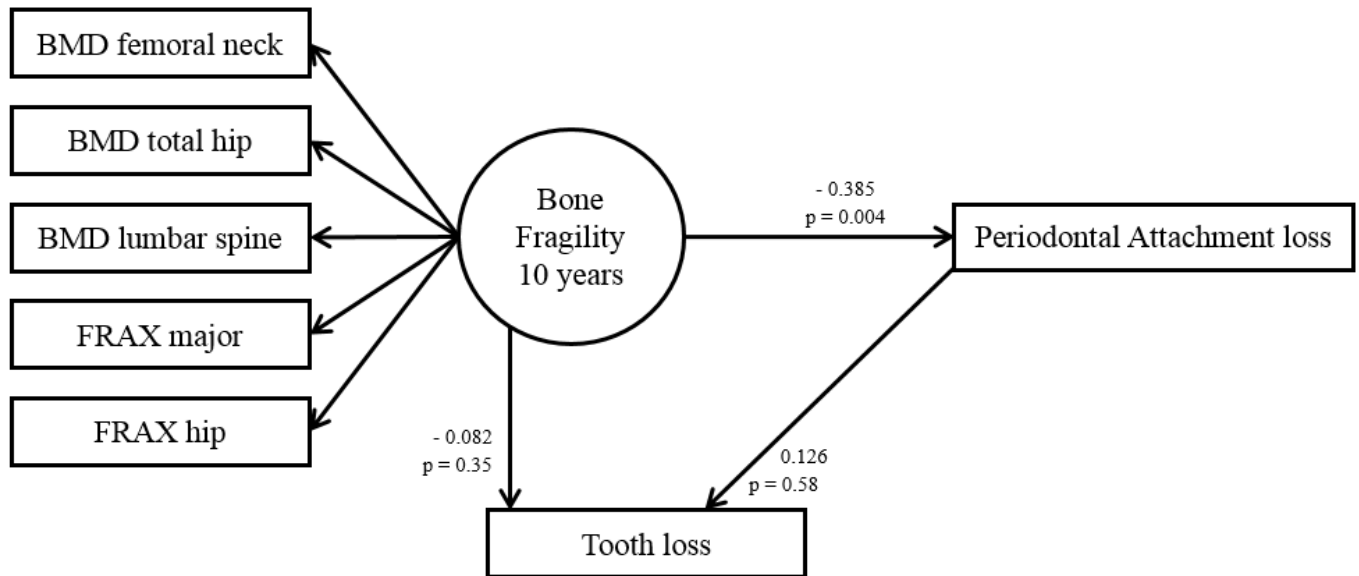 BMD femoral neck
BMD total hip
BMD lumbar spine
FRAX major
FRAX hip
Bone
Fragility
10 years
- 0.385
p = 0.004
Periodontal Attachment loss
- 0.082
p = 0.35
0.126
p = 0.58
Tooth loss